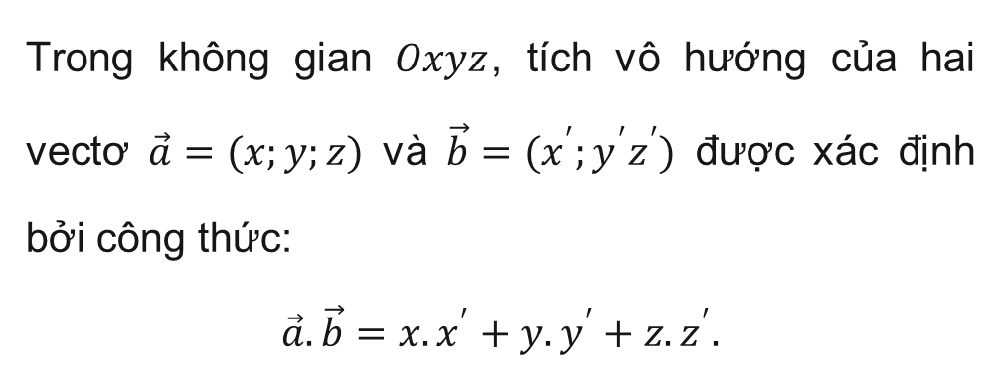 Trong không gian Oxyz, tích vô hướng của hai
vectơ a⃗ = (x; y; z) và b⃗ = (x′; y′z′) được xác định
bởi công thức:
a⃗. b⃗ = x. x′ + y. y′ + z. z′.